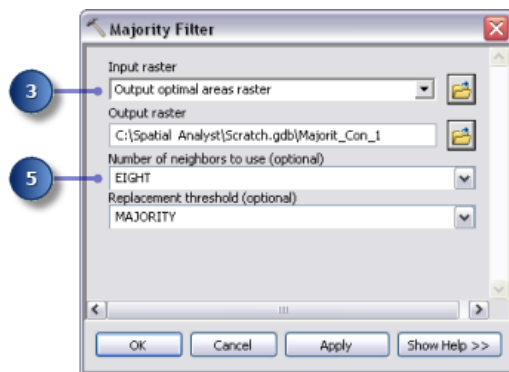 Majority Filter
Input raster
3
Output optimal areas raster
Output raster
C:\Spatial Analyst\Scratch.gdb\Majorit_Con_1
Number of neighbors to use (optional)
5
EIGHT
Replacement threshold (optional)
MAJORITY
OK Cancel Apply Show Help >>